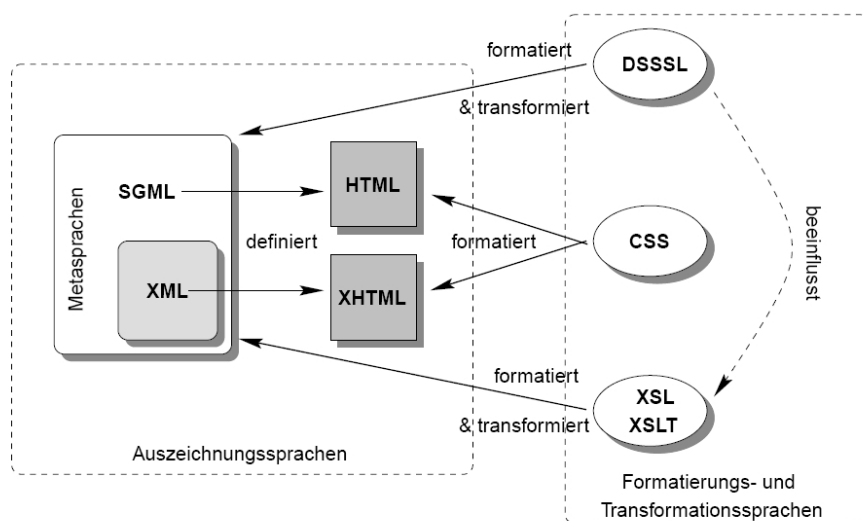 formatiert
DSSSL
& transformiert
Metasprachen
SGML
HTML
definiert
formatiert
CSS
beeinflusst
XML
XHTML
formatiert
XSL
XSLT
& transformiert
Auszeichnungssprachen
Formatierungs- und
Transformationssprachen